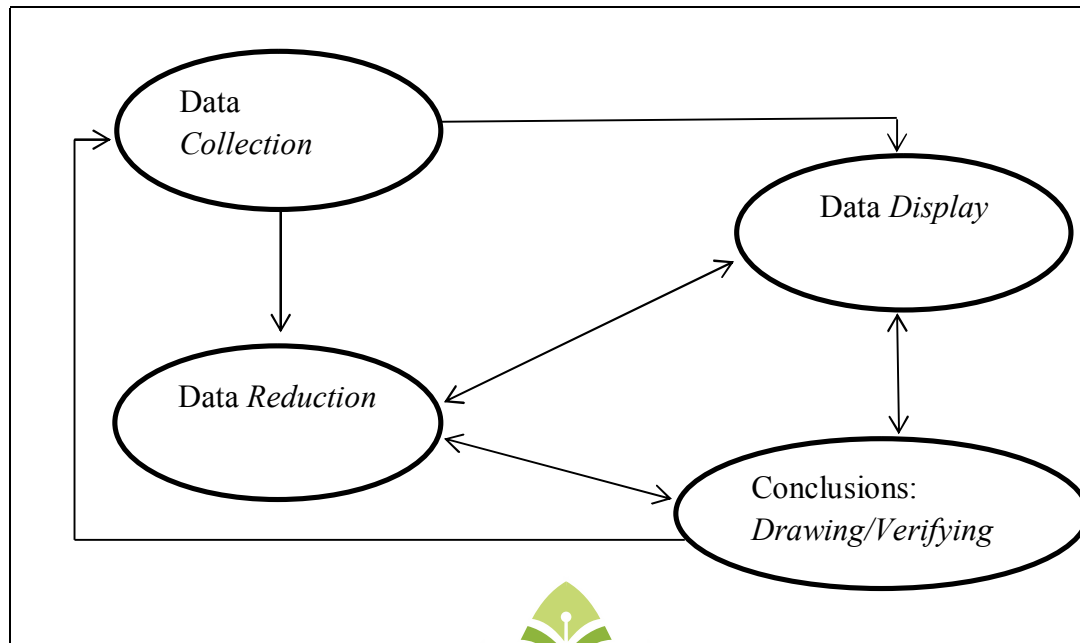 Data
Collection
Data Display
Data Reduction
Conclusions:
Drawing/Verifying